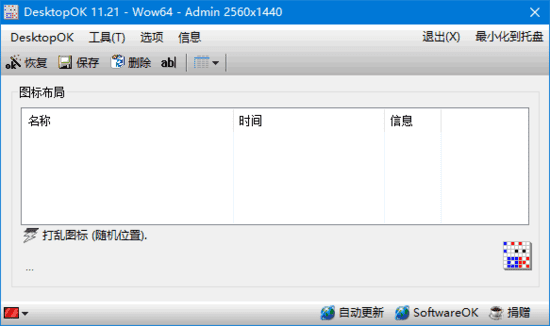 DesktopOK 11.21 - Wow64 - Admin 2560x1440
DesktopOK 工具(T) 选项 信息 退出(X) 最小化到托盘
恢复 保存 删除 ab|
图标布局
名称 时间 信息
打乱图标 (随机位置).
...
自动更新 SoftwareOK 捐赠